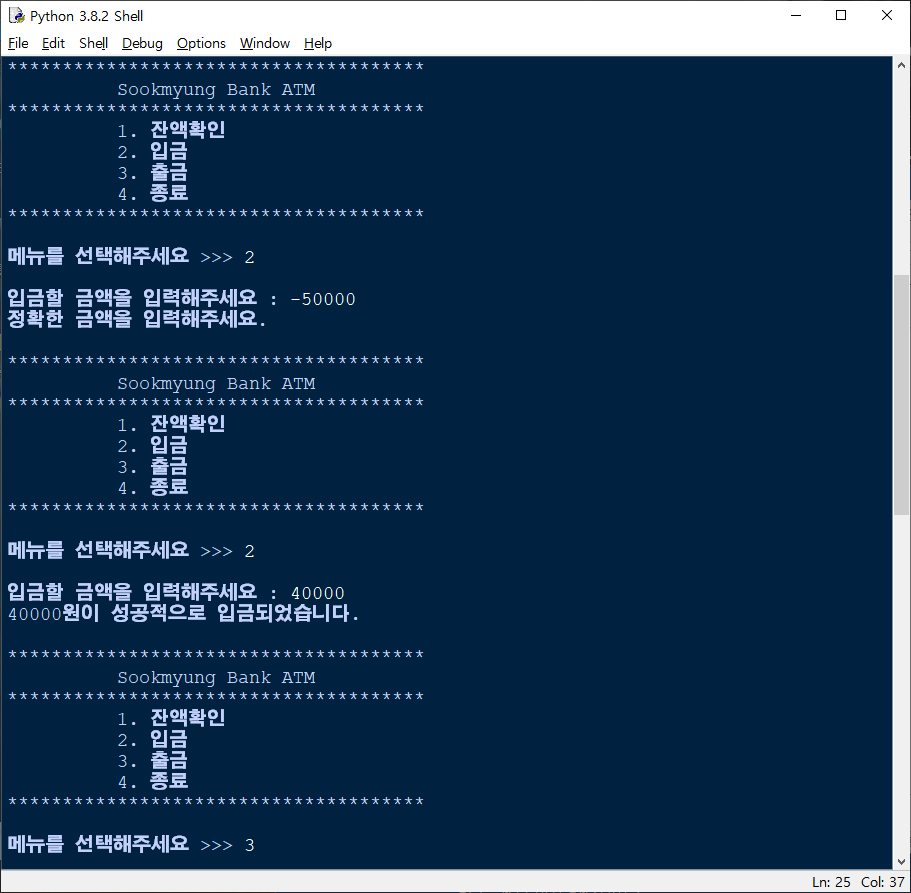 Python 3.8.2 Shell
File Edit Shell Debug Options Window Help
**************************************
Sookmyung Bank ATM
**************************************
1. 잔액확인
2. 입금
3. 출금
4. 종료
**************************************
메뉴를 선택해주세요 >>> 2
입금할 금액을 입력해주세요 : -50000
정확한 금액을 입력해주세요.
**************************************
Sookmyung Bank ATM
**************************************
1. 잔액확인
2. 입금
3. 출금
4. 종료
**************************************
메뉴를 선택해주세요 >>> 2
입금할 금액을 입력해주세요 : 40000
40000원이 성공적으로 입금되었습니다.
**************************************
Sookmyung Bank ATM
**************************************
1. 잔액확인
2. 입금
3. 출금
4. 종료
**************************************
메뉴를 선택해주세요 >>> 3
Ln: 25 Col: 37